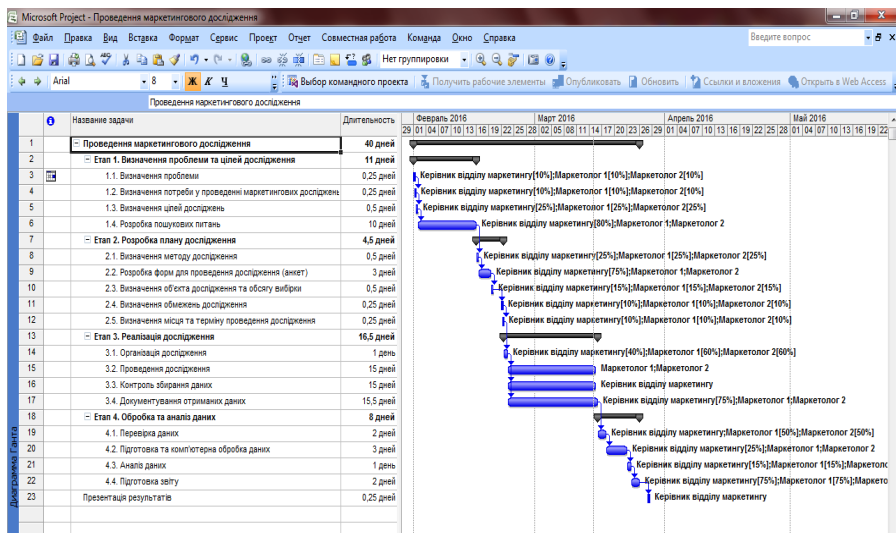 Microsoft Project - Проведення маркетингового дослідження
Файл Правка Вид Вставка Формат Сервис Проект Отчет Совместная работа Команда Окно Справка Введите вопрос
Нет группировки
Arial 8 Ж К Ч Выбор командного проекта Получить рабочие элементы Опубликовать Обновить Ссылки и вложения Открыть в Web Access
Проведення маркетингового дослідження
Название задачи Длительность Февраль 2016 Март 2016 Апрель 2016 Май 2016
29 01 04 07 10 13 16 19 22 25 28 02 05 08 11 14 17 20 23 26 29 01 04 07 10 13 16 19 22 25 28 01 04 07 10 13 16 19 22
1 Проведення маркетингового дослідження 40 дней
2 Етап 1. Визначення проблеми та цілей дослідження 11 дней
3 1.1. Визначення проблеми 0,25 дней Керівник відділу маркетингу[10%];Маркетолог 1[10%];Маркетолог 2[10%]
4 1.2. Визначення потреби у проведенні маркетингових досліджень 0,25 дней Керівник відділу маркетингу[10%];Маркетолог 1[10%];Маркетолог 2[10%]
5 1.3. Визначення цілей досліджень 0,5 дней Керівник відділу маркетингу[25%];Маркетолог 1[25%];Маркетолог 2[25%]
6 1.4. Розробка пошукових питань 10 дней Керівник відділу маркетингу[80%];Маркетолог 1;Маркетолог 2
7 Етап 2. Розробка плану дослідження 4,5 дней
8 2.1. Визначення методу дослідження 0,5 дней Керівник відділу маркетингу[25%];Маркетолог 1[25%];Маркетолог 2[25%]
9 2.2. Розробка форм для проведення дослідження (анкет) 3 дней Керівник відділу маркетингу[75%];Маркетолог 1;Маркетолог 2
10 2.3. Визначення об'єкта дослідження та обсягу вибірки 0,5 дней Керівник відділу маркетингу[15%];Маркетолог 1[15%];Маркетолог 2[15%]
11 2.4. Визначення обмежень дослідження 0,25 дней Керівник відділу маркетингу[10%];Маркетолог 1[10%];Маркетолог 2[10%]
12 2.5. Визначення місця та терміну проведення дослідження 0,25 дней Керівник відділу маркетингу[10%];Маркетолог 1[10%];Маркетолог 2[10%]
13 Етап 3. Реалізація дослідження 16,5 дней
14 3.1. Організація дослідження 1 день Керівник відділу маркетингу[40%];Маркетолог 1[60%];Маркетолог 2[60%]
15 3.2. Проведення дослідження 15 дней Маркетолог 1;Маркетолог 2
16 3.3. Контроль збирання даних 15 дней Керівник відділу маркетингу
17 3.4. Документування отриманих даних 15,5 дней Керівник відділу маркетингу[75%];Маркетолог 1;Маркетолог 2
18 Етап 4. Обробка та аналіз даних 8 дней
19 4.1. Перевірка даних 2 дней Керівник відділу маркетингу;Маркетолог 1[50%];Маркетолог 2[50%]
20 4.2. Підготовка та комп'ютерна обробка даних 3 дней Керівник відділу маркетингу[25%];Маркетолог 1;Маркетолог 2
21 4.3. Аналіз даних 1 день Керівник відділу маркетингу[15%];Маркетолог 1[15%];Маркетолс
22 4.4. Підготовка звіту 2 дней Керівник відділу маркетингу[75%];Маркетолог 1[75%];Маркето
23 Презентація результатів 0,25 дней Керівник відділу маркетингу
Диаграмма Ганта